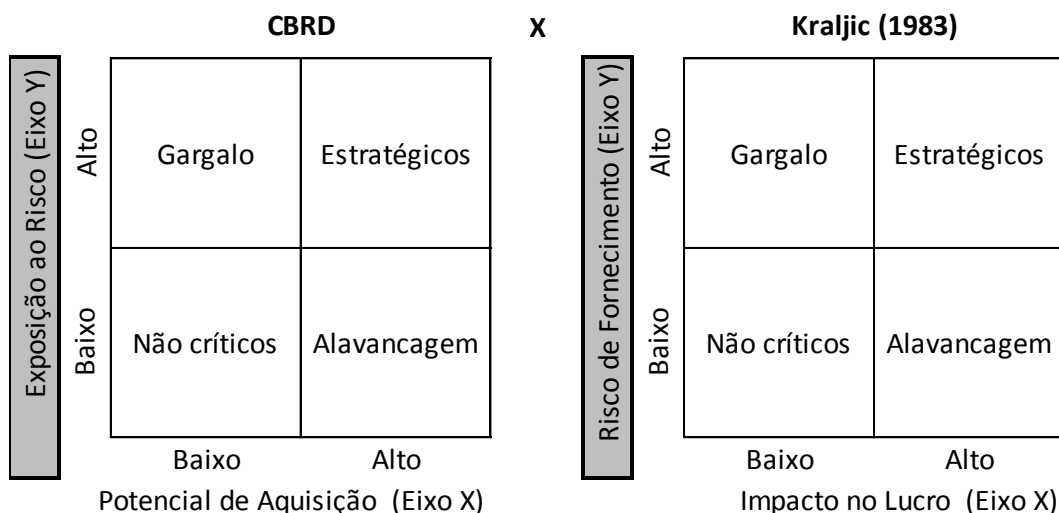 CBRD
X
Kraljic (1983)
Exposição ao Risco (Eixo Y)
Alto
Gargalo
Estratégicos
Baixo
Não críticos
Alavancagem
Baixo
Alto
Potencial de Aquisição (Eixo X)
Risco de Fornecimento (Eixo Y)
Alto
Gargalo
Estratégicos
Baixo
Não críticos
Alavancagem
Baixo
Alto
Impacto no Lucro (Eixo X)